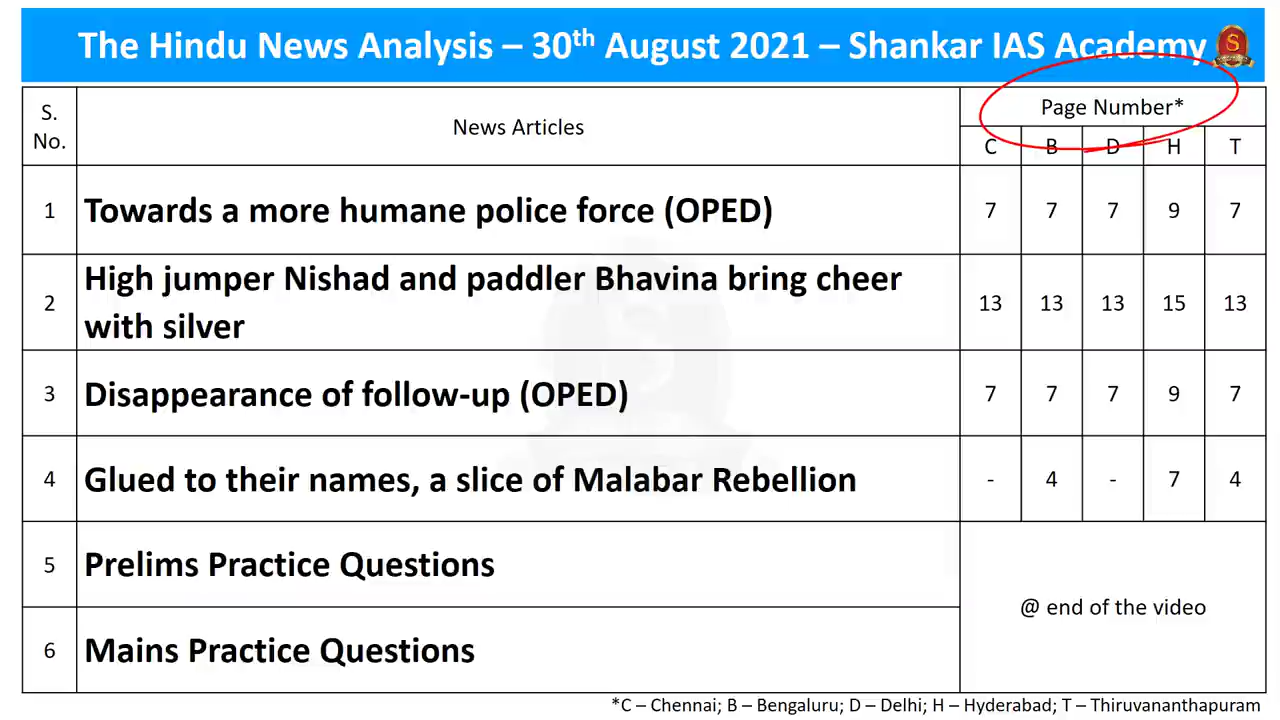 The Hindu News Analysis – 30th August 2021 – Shankar IAS Academy
S. No.
News Articles
Page Number*
C B D H T
1 Towards a more humane police force (OPED) 7 7 7 9 7
2 High jumper Nishad and paddler Bhavina bring cheer
with silver 13 13 13 15 13
3 Disappearance of follow-up (OPED) 7 7 7 9 7
4 Glued to their names, a slice of Malabar Rebellion - 4 - 7 4
5 Prelims Practice Questions
@ end of the video
6 Mains Practice Questions
*C – Chennai; B – Bengaluru; D – Delhi; H – Hyderabad; T – Thiruvananthapuram